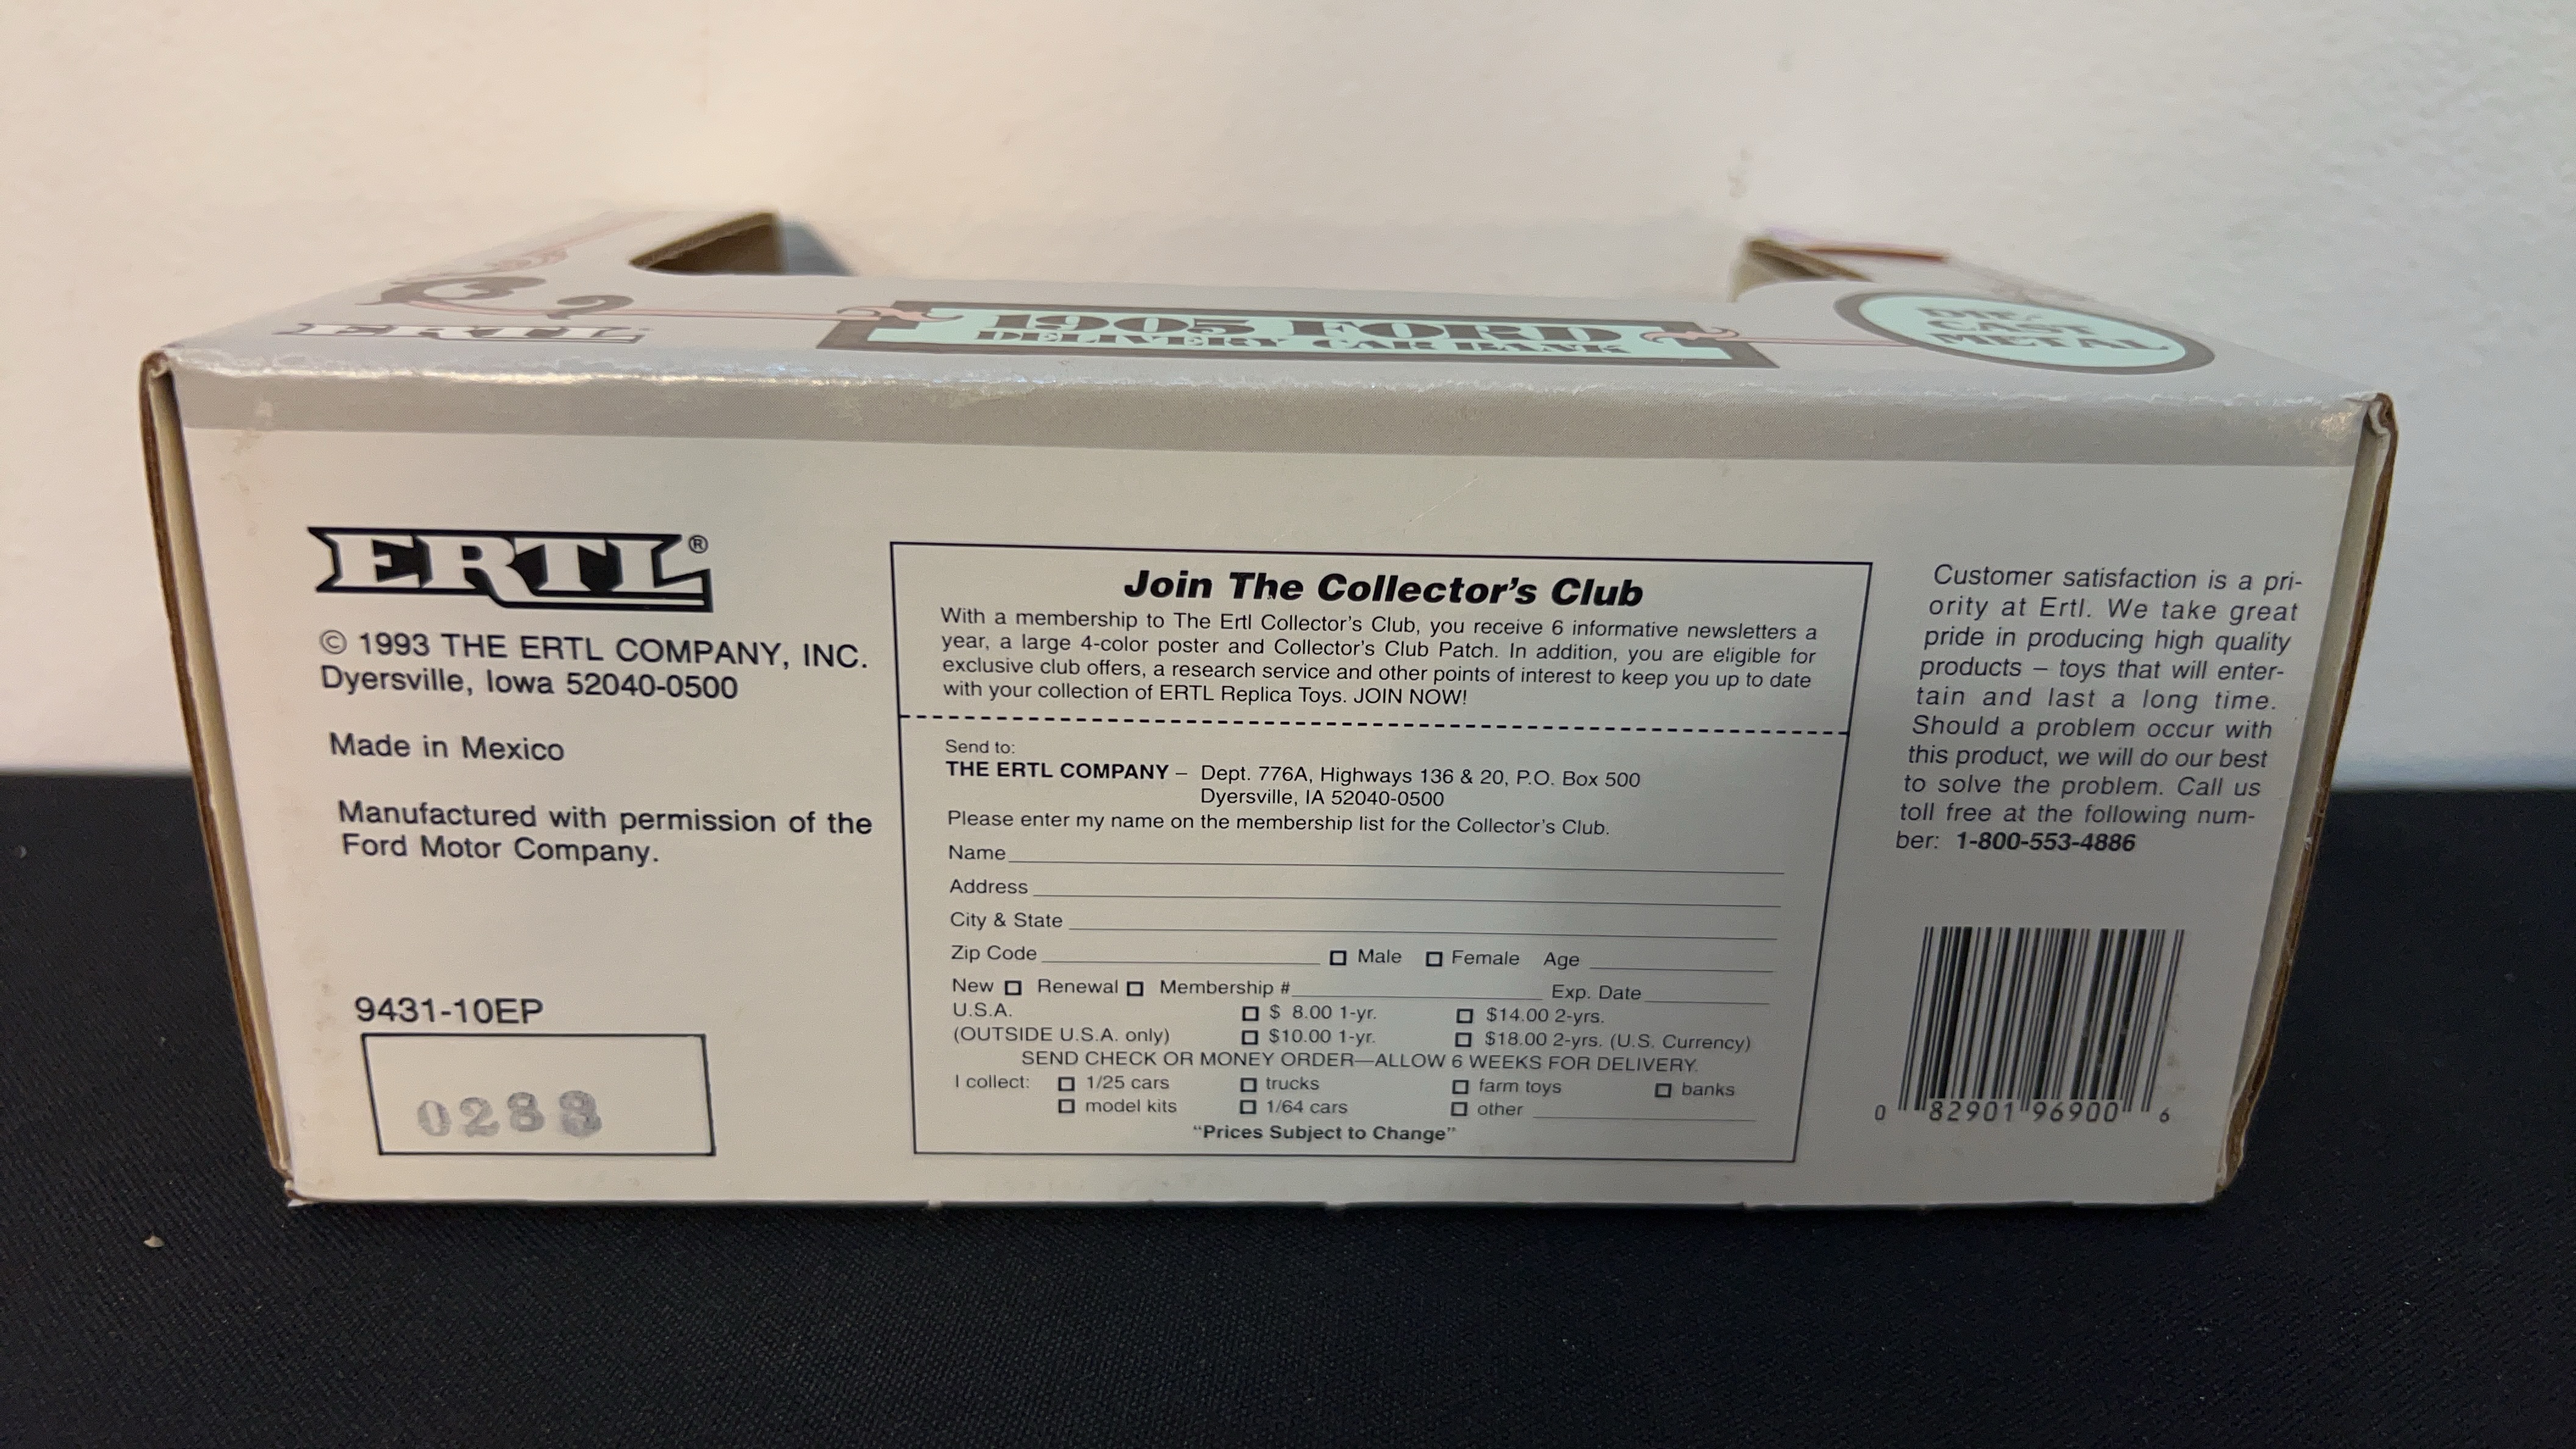 ERTL
1905 FORD
DELIVERY CAR BANK
DIE-
CAST
METAL
ERTL®
© 1993 THE ERTL COMPANY, INC.
Dyersville, Iowa 52040-0500
Made in Mexico
Manufactured with permission of the
Ford Motor Company.
9431-10EP
0288
Join The Collector's Club
With a membership to The Ertl Collector's Club, you receive 6 informative newsletters a
year, a large 4-color poster and Collector's Club Patch. In addition, you are eligible for
exclusive club offers, a research service and other points of interest to keep you up to date
with your collection of ERTL Replica Toys. JOIN NOW!
Send to:
THE ERTL COMPANY – Dept. 776A, Highways 136 & 20, P.O. Box 500
Dyersville, IA 52040-0500
Please enter my name on the membership list for the Collector's Club.
Name
Address
City & State
Zip Code Male Female Age
New Renewal Membership # Exp. Date
U.S.A. $ 8.00 1-yr. $14.00 2-yrs.
(OUTSIDE U.S.A. only) $10.00 1-yr. $18.00 2-yrs. (U.S. Currency)
SEND CHECK OR MONEY ORDER—ALLOW 6 WEEKS FOR DELIVERY.
I collect: 1/25 cars trucks farm toys banks
model kits 1/64 cars other
"Prices Subject to Change"
Customer satisfaction is a pri-
ority at Ertl. We take great
pride in producing high quality
products – toys that will enter-
tain and last a long time.
Should a problem occur with
this product, we will do our best
to solve the problem. Call us
toll free at the following num-
ber: 1-800-553-4886
0 82901 96900 6